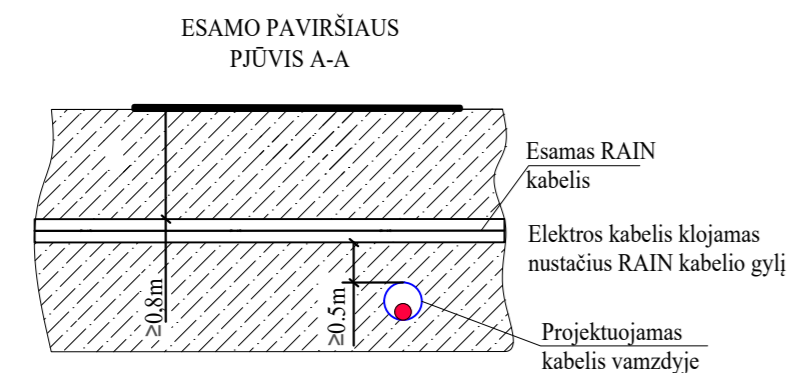 ESAMO PAVIRŠIAUS
PJŪVIS A-A
Esamas RAIN
kabelis
Elektros kabelis klojamas
nustačius RAIN kabelio gylį
≥0,8m
≥0.5m
Projektuojamas
kabelis vamzdyje